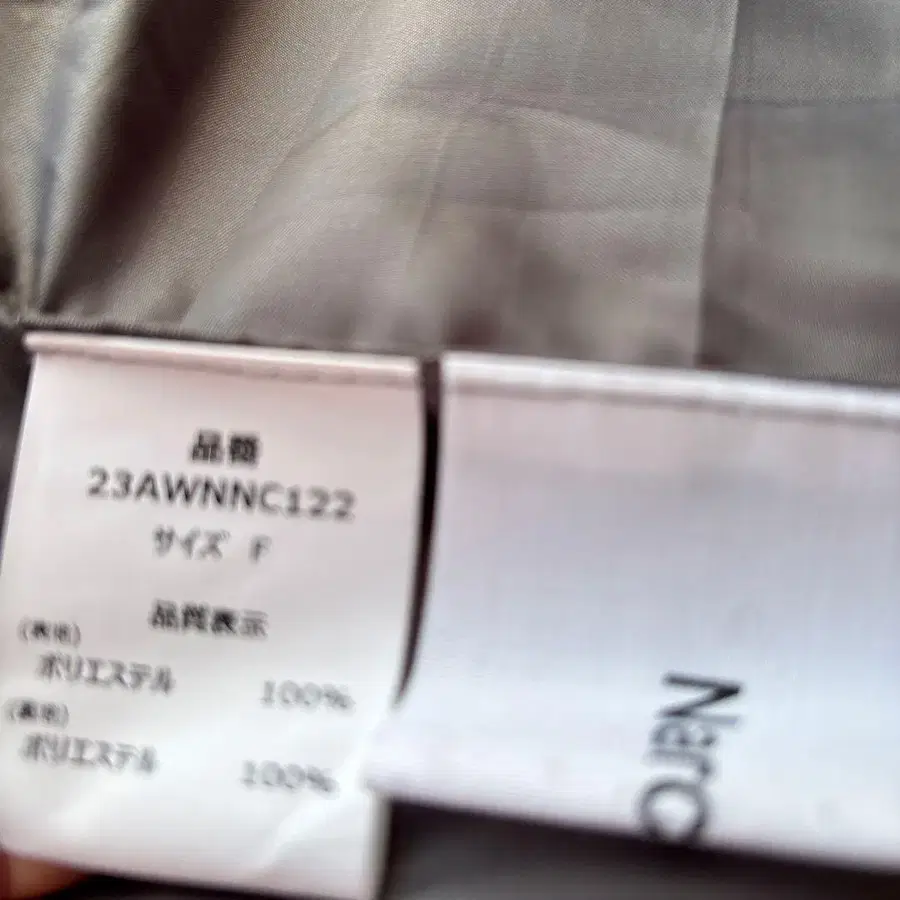 品番
23AWNNC122
サイズ F
品質表示
(表地)
ポリエステル 100%
(裏地)
ポリエステル 100%
Narc